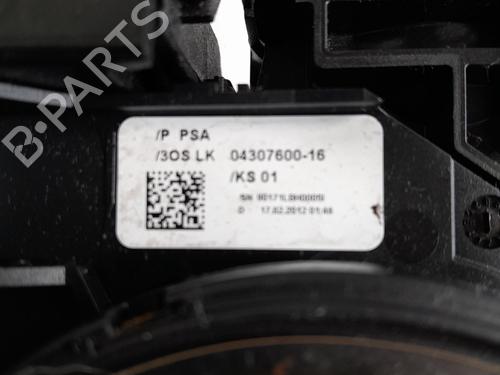 /P PSA
/3OS LK 04307600-16
/KS 01
D : 17.02.2012 01:44
B-PARTS